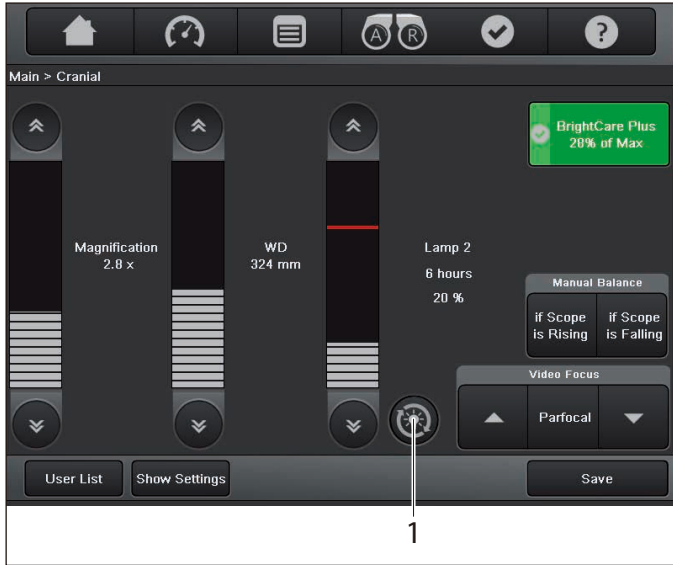 A R
?
Main > Cranial
BrightCare Plus
28% of Max
Magnification
2.8 x
WD
324 mm
Lamp 2
6 hours
20 %
Manual Balance
if Scope
is Rising
if Scope
is Falling
Video Focus
Parfocal
User List
Show Settings
Save
1